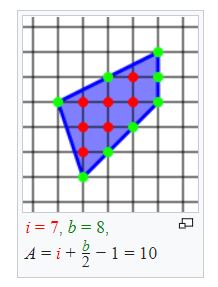 i = 7, b = 8,
A = i + b/2 − 1 = 10